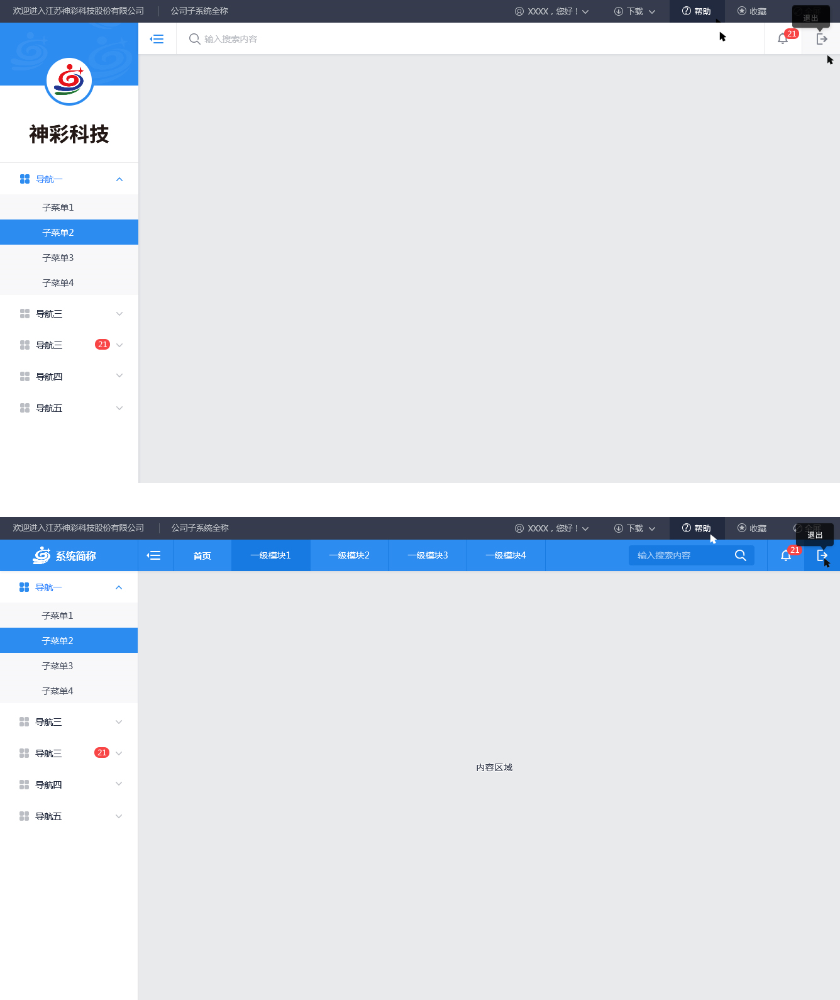 欢迎进入江苏神彩科技股份有限公司 公司子系统全称 XXXX，您好！ 下载 帮助 收藏 全屏
退出
输入搜索内容 21
神彩科技
导航一
子菜单1
子菜单2
子菜单3
子菜单4
导航三
导航三 21
导航四
导航五
欢迎进入江苏神彩科技股份有限公司 公司子系统全称 XXXX，您好！ 下载 帮助 收藏 全屏
退出
系统简称 首页 一级模块1 一级模块2 一级模块3 一级模块4 输入搜索内容 21
导航一
子菜单1
子菜单2
子菜单3
子菜单4
导航三
导航三 21
内容区域
导航四
导航五